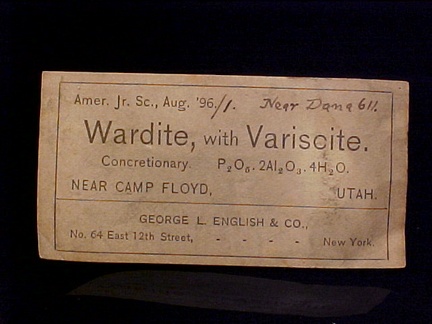 Amer. Jr. Sc., Aug. '96./1. Near Dana 611.
Wardite, with Variscite.
Concretionary. P₂O₅. 2Al₂O₃. 4H₂O.
NEAR CAMP FLOYD, UTAH.
GEORGE L. ENGLISH & CO.,
No. 64 East 12th Street, - - - - New York.